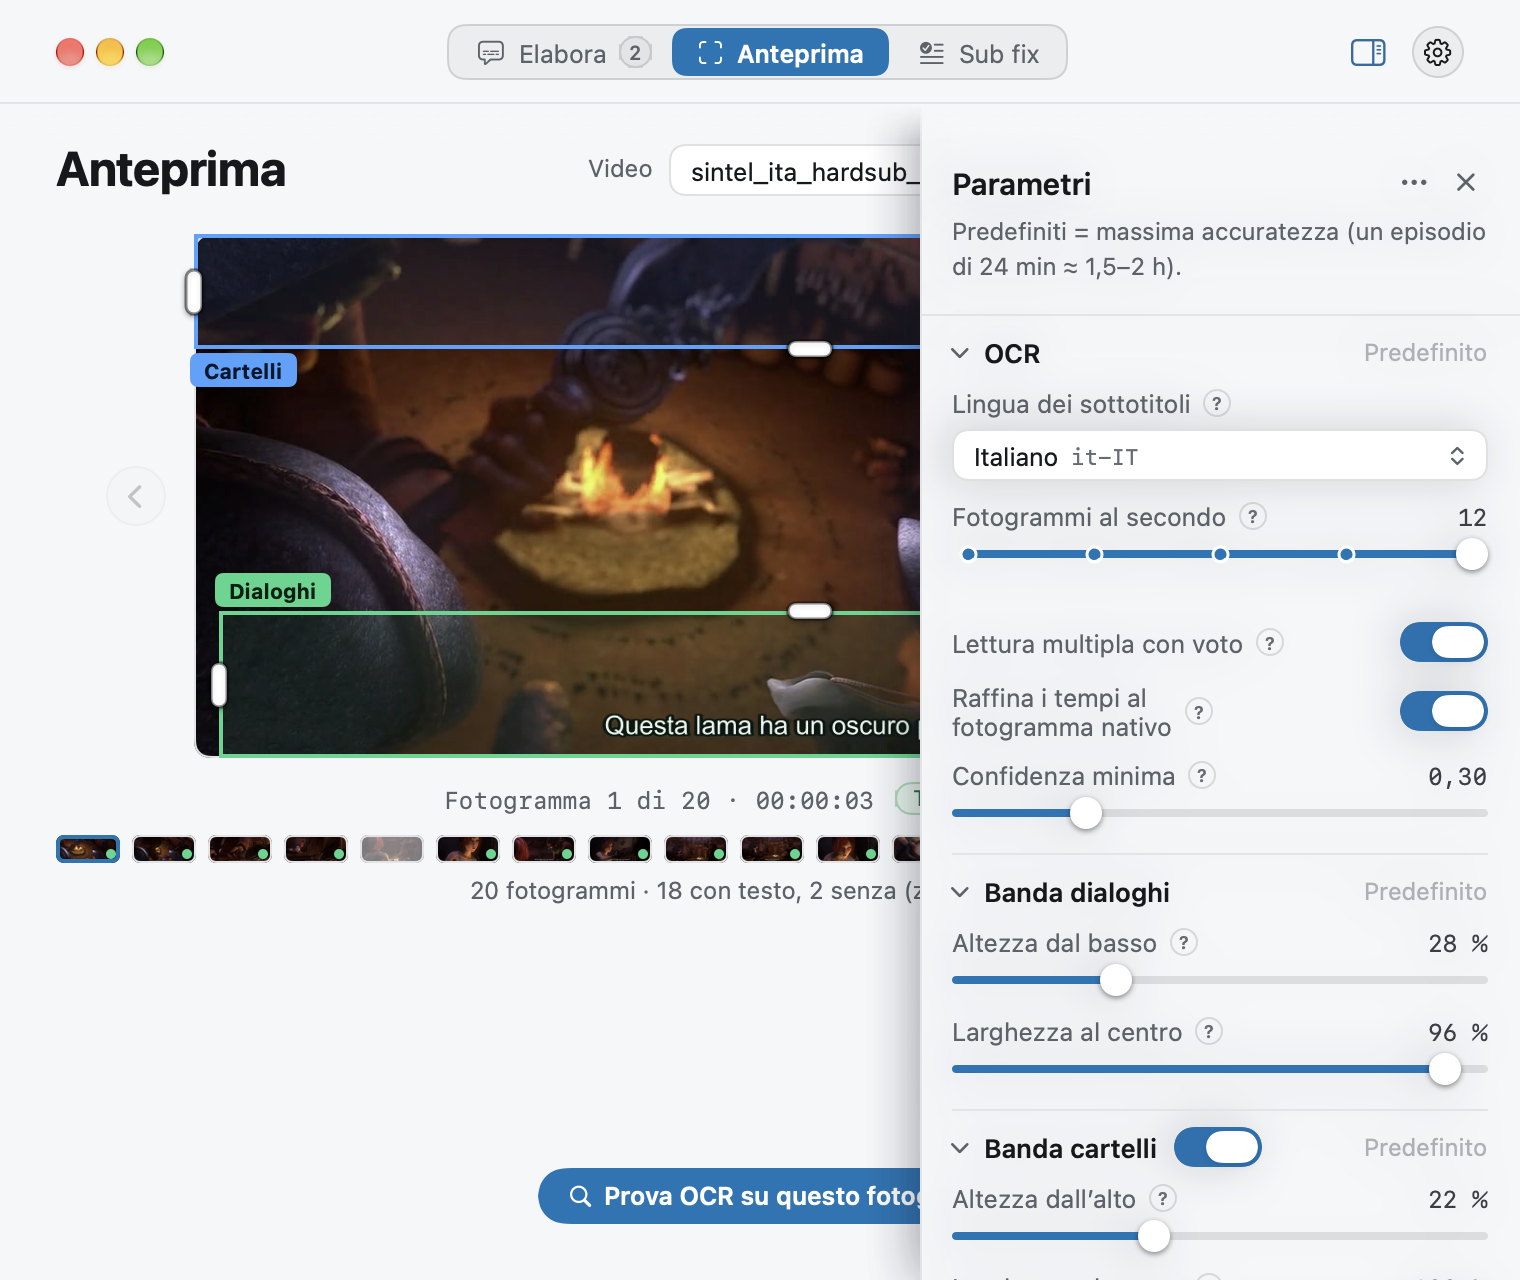 Elabora 2
Anteprima
Sub fix
Anteprima
Video
sintel_ita_hardsub_
Cartelli
Dialoghi
Questa lama ha un oscuro
Fotogramma 1 di 20 · 00:00:03
20 fotogrammi · 18 con testo, 2 senza
Prova OCR su questo
Parametri
Predefiniti = massima accuratezza (un episodio
di 24 min ≈ 1,5–2 h).
OCR
Predefinito
Lingua dei sottotitoli ?
Italiano it-IT
Fotogrammi al secondo ?
12
Lettura multipla con voto ?
Raffina i tempi al
fotogramma nativo ?
Confidenza minima ?
0,30
Banda dialoghi
Predefinito
Altezza dal basso ?
28 %
Larghezza al centro ?
96 %
Banda cartelli
Predefinito
Altezza dall’alto ?
22 %